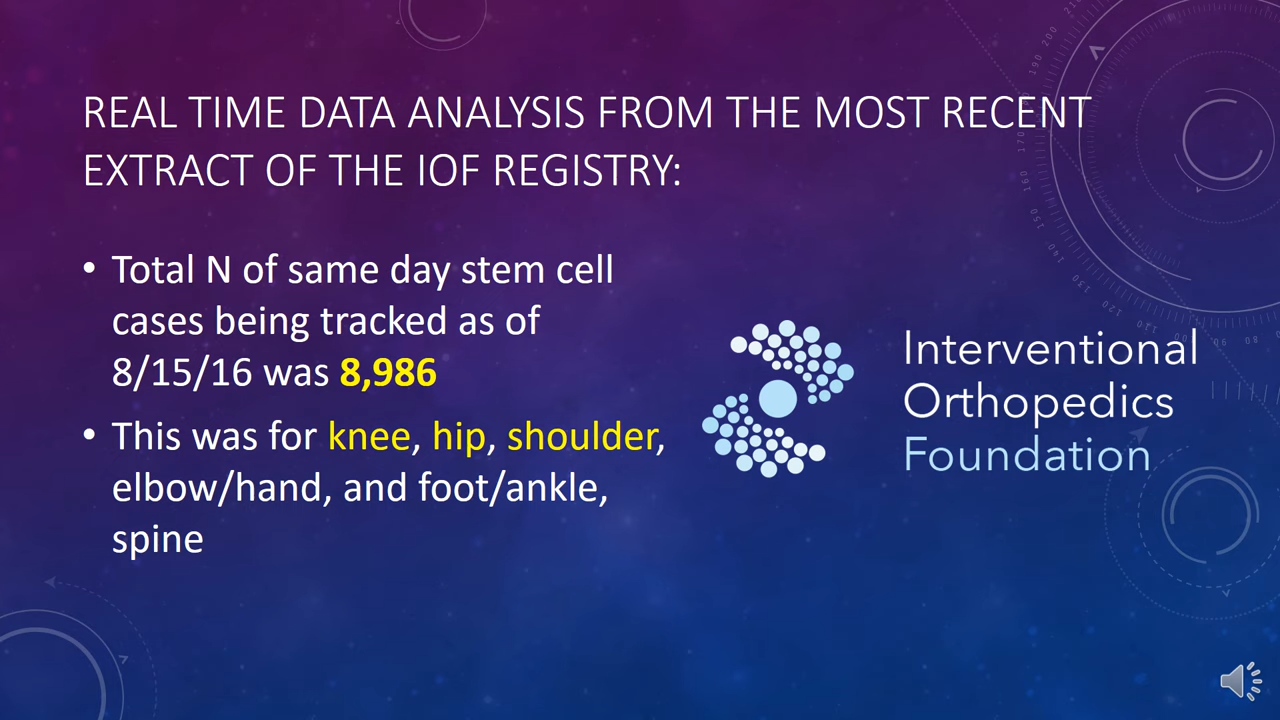 REAL TIME DATA ANALYSIS FROM THE MOST RECENT
EXTRACT OF THE IOF REGISTRY:
• Total N of same day stem cell
cases being tracked as of
8/15/16 was 8,986
• This was for knee, hip, shoulder,
elbow/hand, and foot/ankle,
spine
Interventional
Orthopedics
Foundation